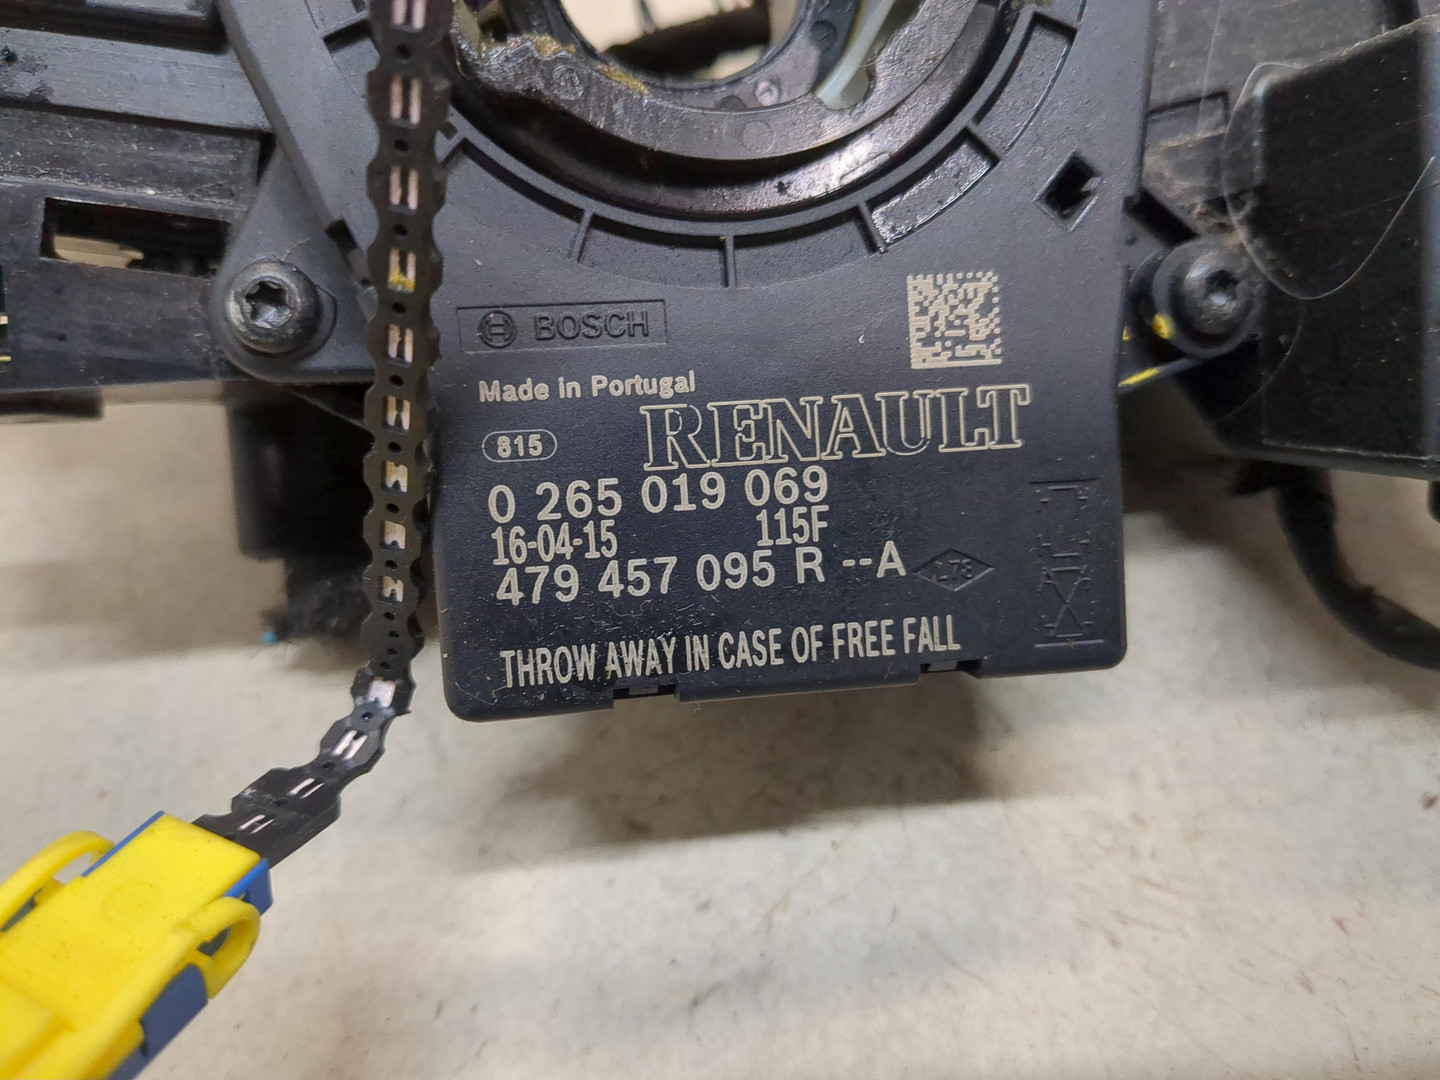 BOSCH
Made in Portugal
RENAULT
815
0 265 019 069
16-04-15 115F
479 457 095 R --A
THROW AWAY IN CASE OF FREE FALL